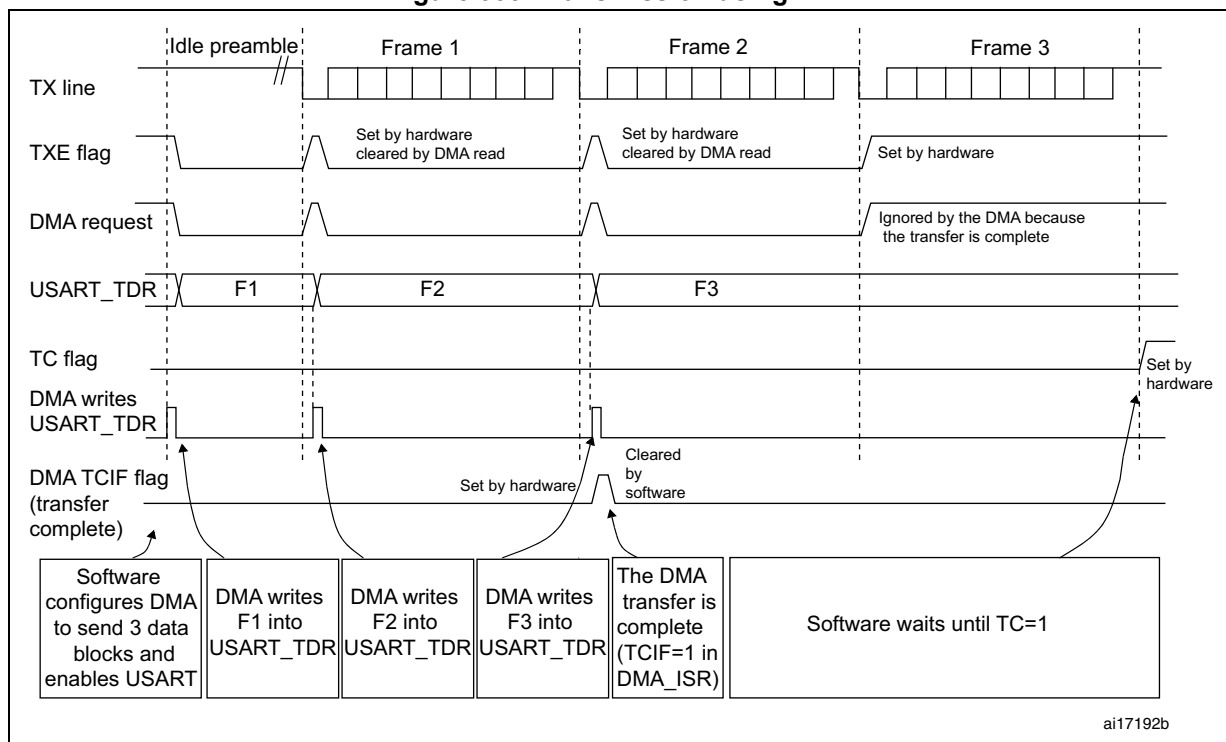 Idle preamble
Frame 1
Frame 2
Frame 3
TX line
TXE flag
Set by hardware
cleared by DMA read
Set by hardware
cleared by DMA read
Set by hardware
DMA request
Ignored by the DMA because
the transfer is complete
USART_TDR
F1
F2
F3
TC flag
Set by
hardware
DMA writes
USART_TDR
DMA TCIF flag
(transfer
complete)
Set by hardware
Cleared
by
software
Software
configures DMA
to send 3 data
blocks and
enables USART
DMA writes
F1 into
USART_TDR
DMA writes
F2 into
USART_TDR
DMA writes
F3 into
USART_TDR
The DMA
transfer is
complete
(TCIF=1 in
DMA_ISR)
Software waits until TC=1
ai17192b